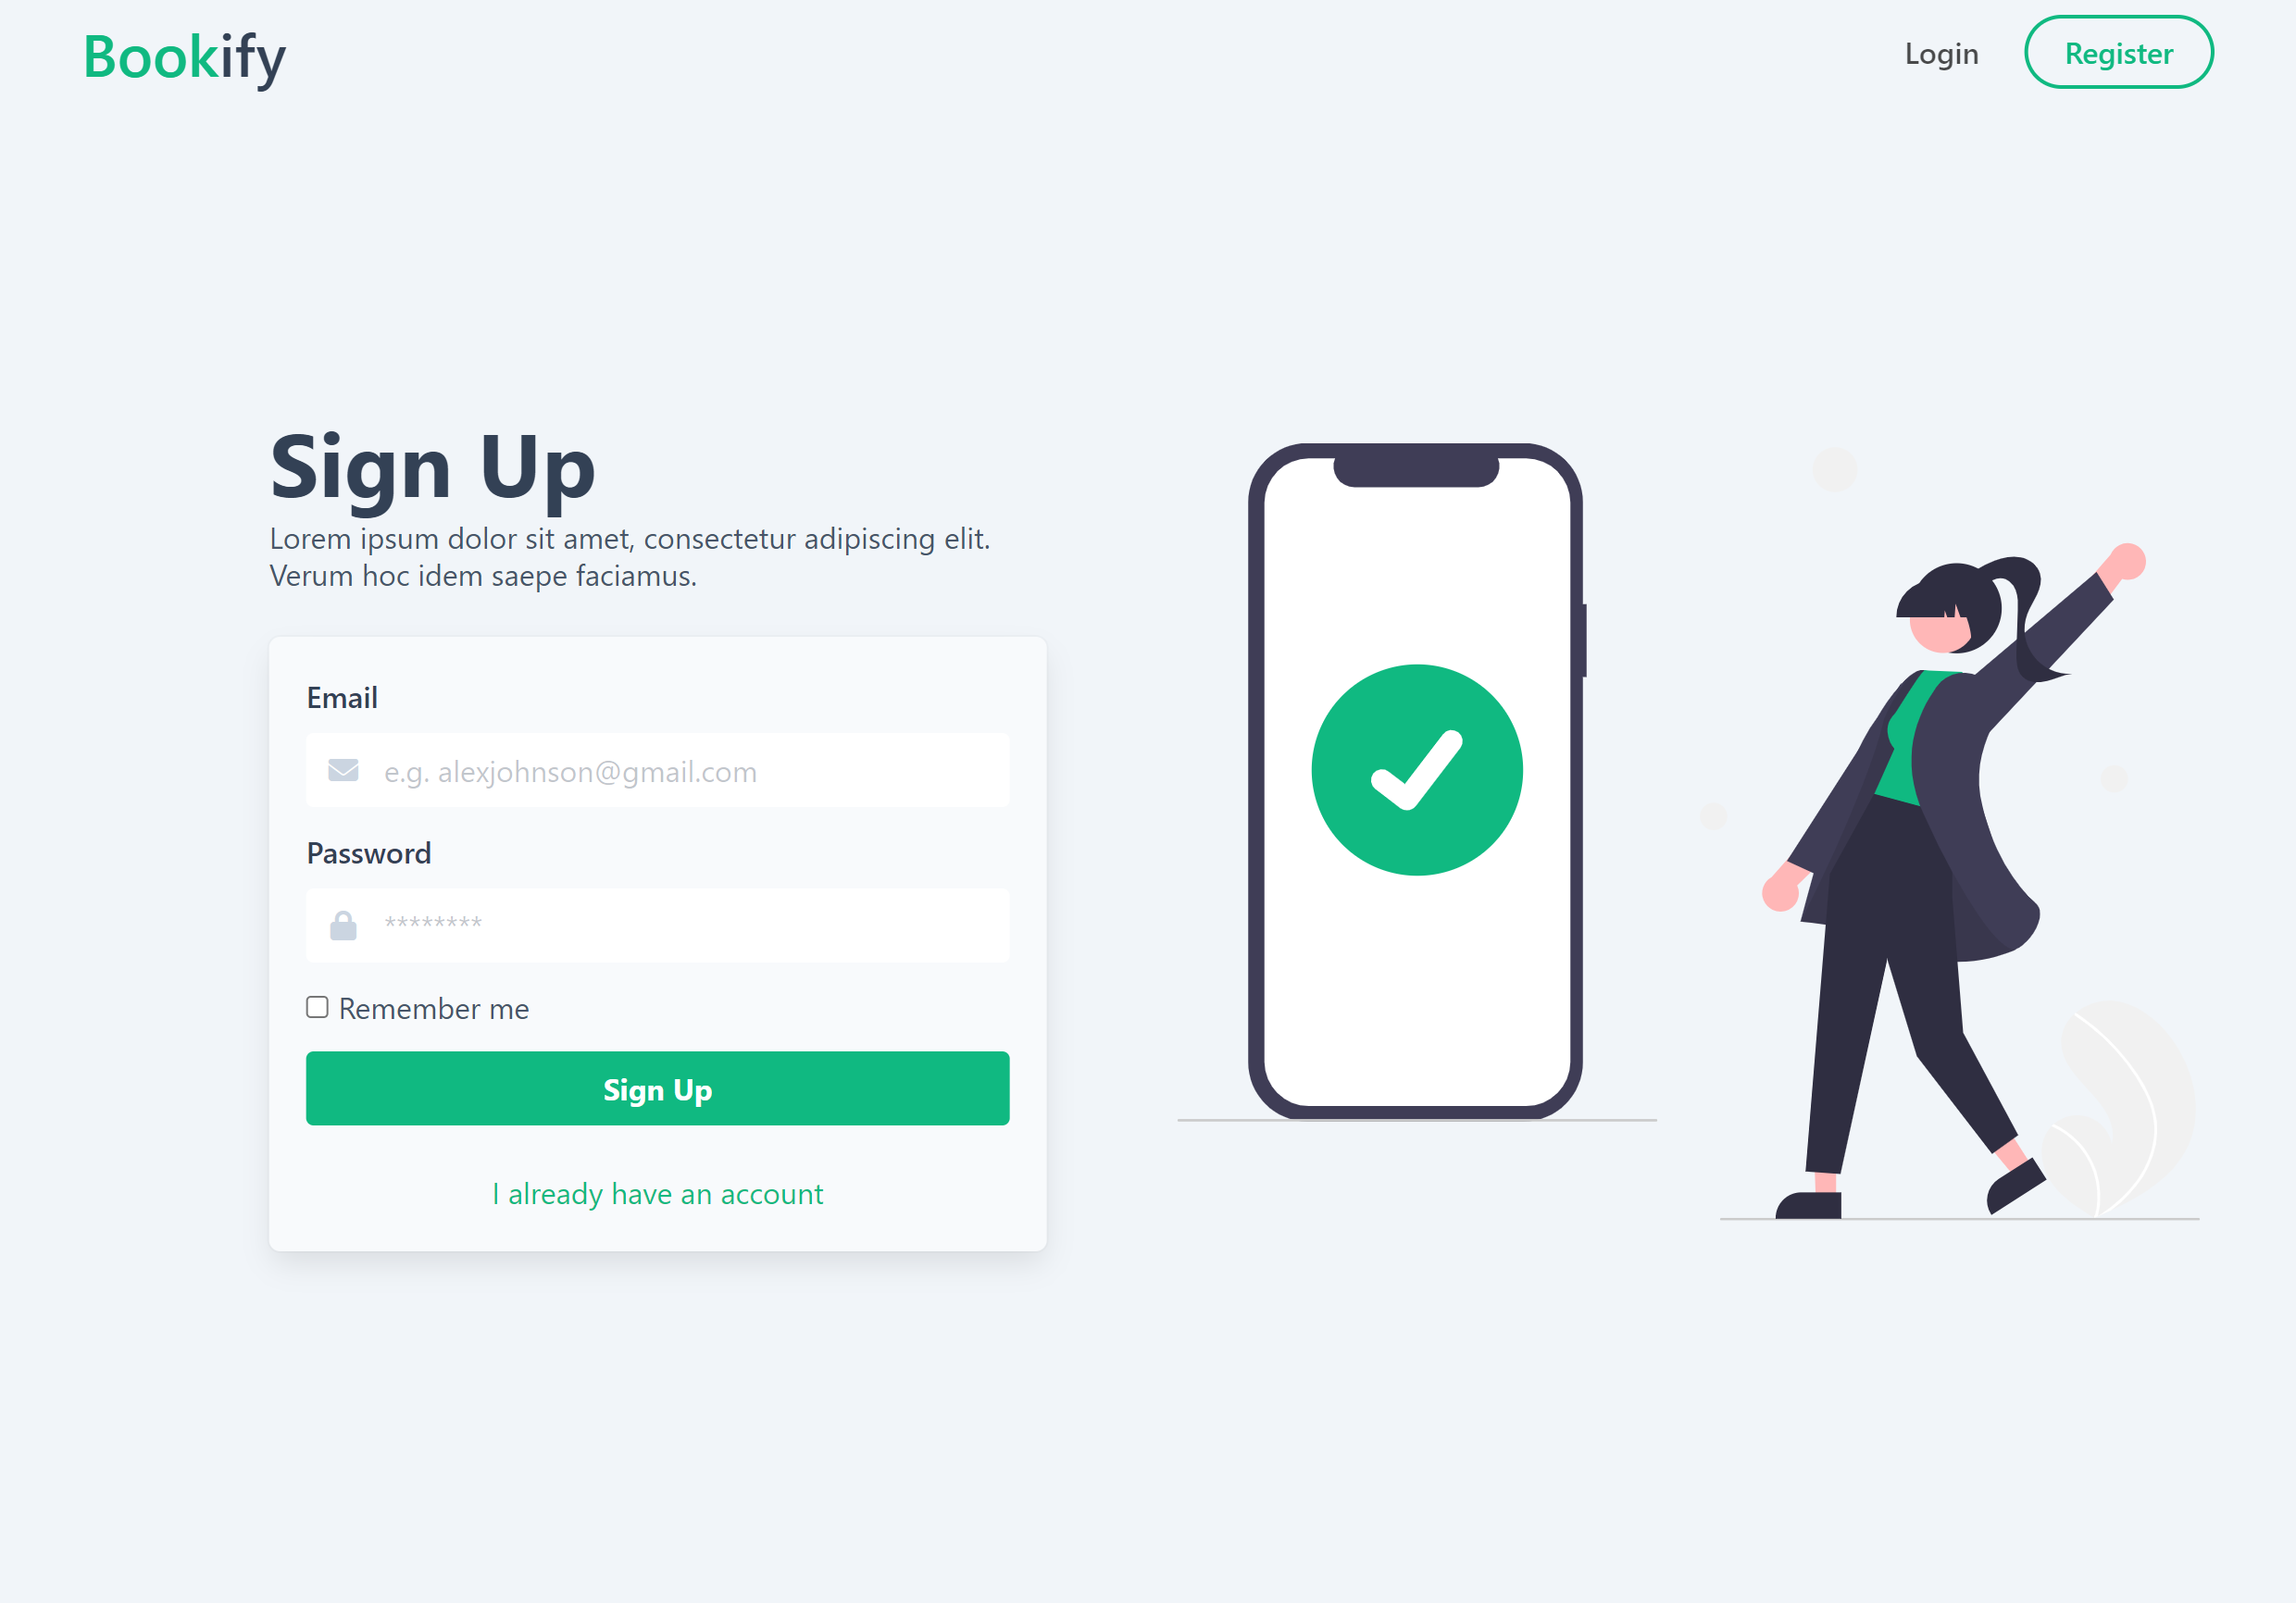 Bookify
Login
Register
Sign Up
Lorem ipsum dolor sit amet, consectetur adipiscing elit.
Verum hoc idem saepe faciamus.
Email
e.g. alexjohnson@gmail.com
Password
********
Remember me
Sign Up
I already have an account